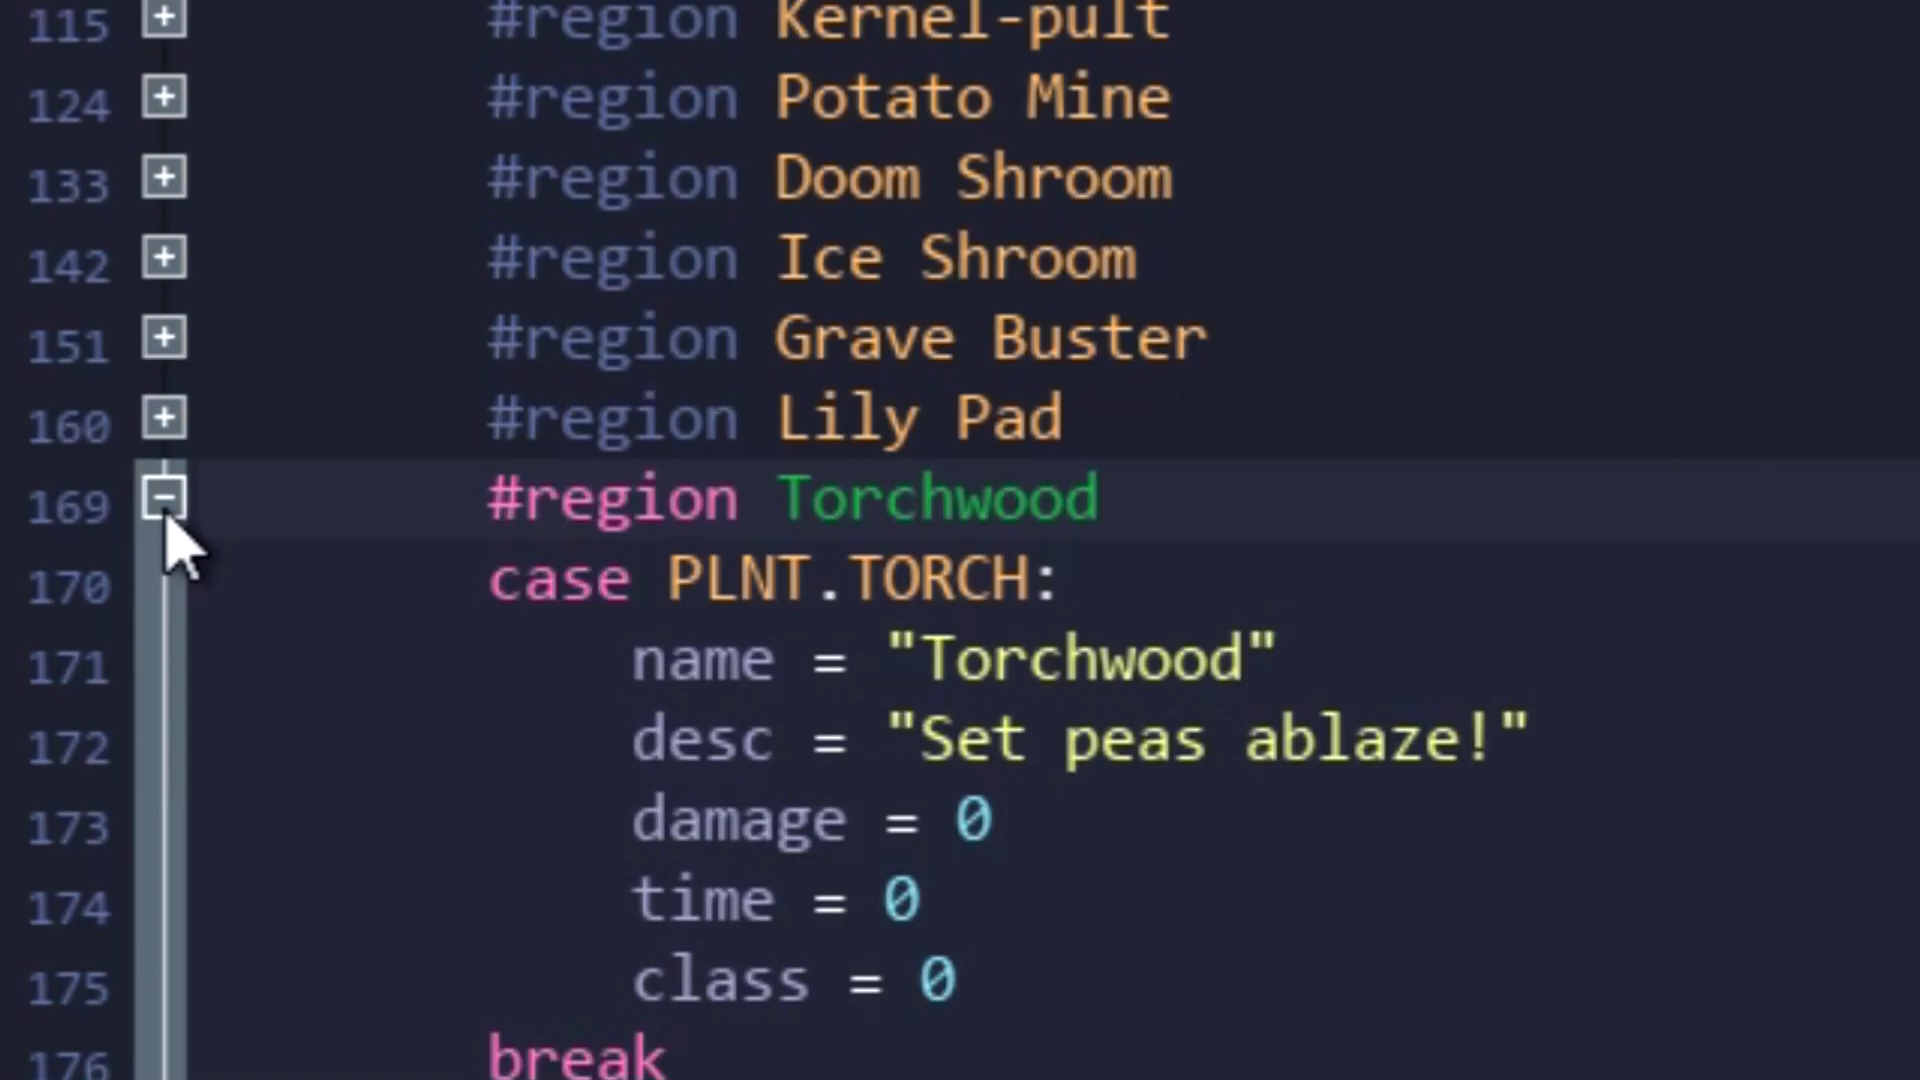 115 #region Kernel-pult
124 #region Potato Mine
133 #region Doom Shroom
142 #region Ice Shroom
151 #region Grave Buster
160 #region Lily Pad
169 #region Torchwood
170 case PLNT.TORCH:
171 name = "Torchwood"
172 desc = "Set peas ablaze!"
173 damage = 0
174 time = 0
175 class = 0
176 break